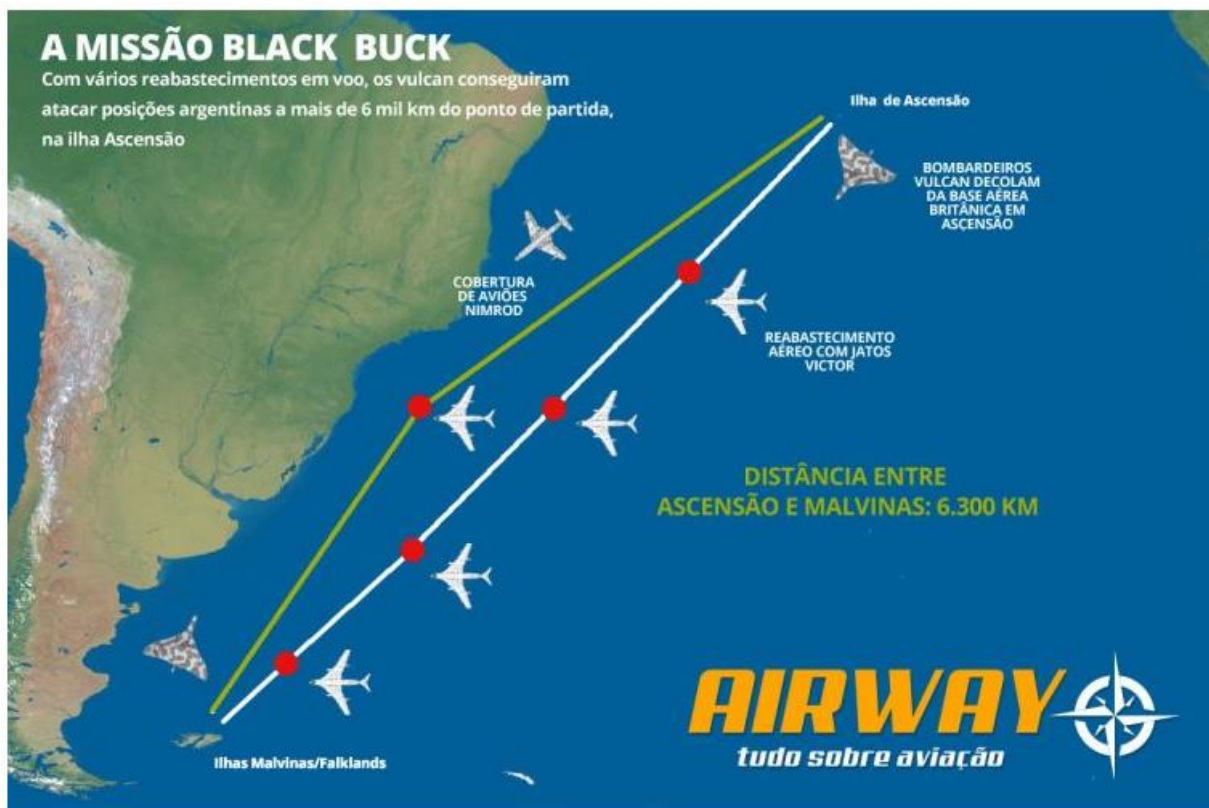 A MISSÃO BLACK BUCK
Com vários reabastecimentos em voo, os vulcan conseguiram
atacar posições argentinas a mais de 6 mil km do ponto de partida,
na ilha Ascensão
Ilha de Ascensão
BOMBARDEIROS
VULCAN DECOLAM
DA BASE AÉREA
BRITÂNICA EM
ASCENSÃO
COBERTURA
DE AVIÕES
NIMROD
REABASTECIMENTO
AÉREO COM JATOS
VICTOR
DISTÂNCIA ENTRE
ASCENSÃO E MALVINAS: 6.300 KM
Ilhas Malvinas/Falklands
AIRWAY
tudo sobre aviação